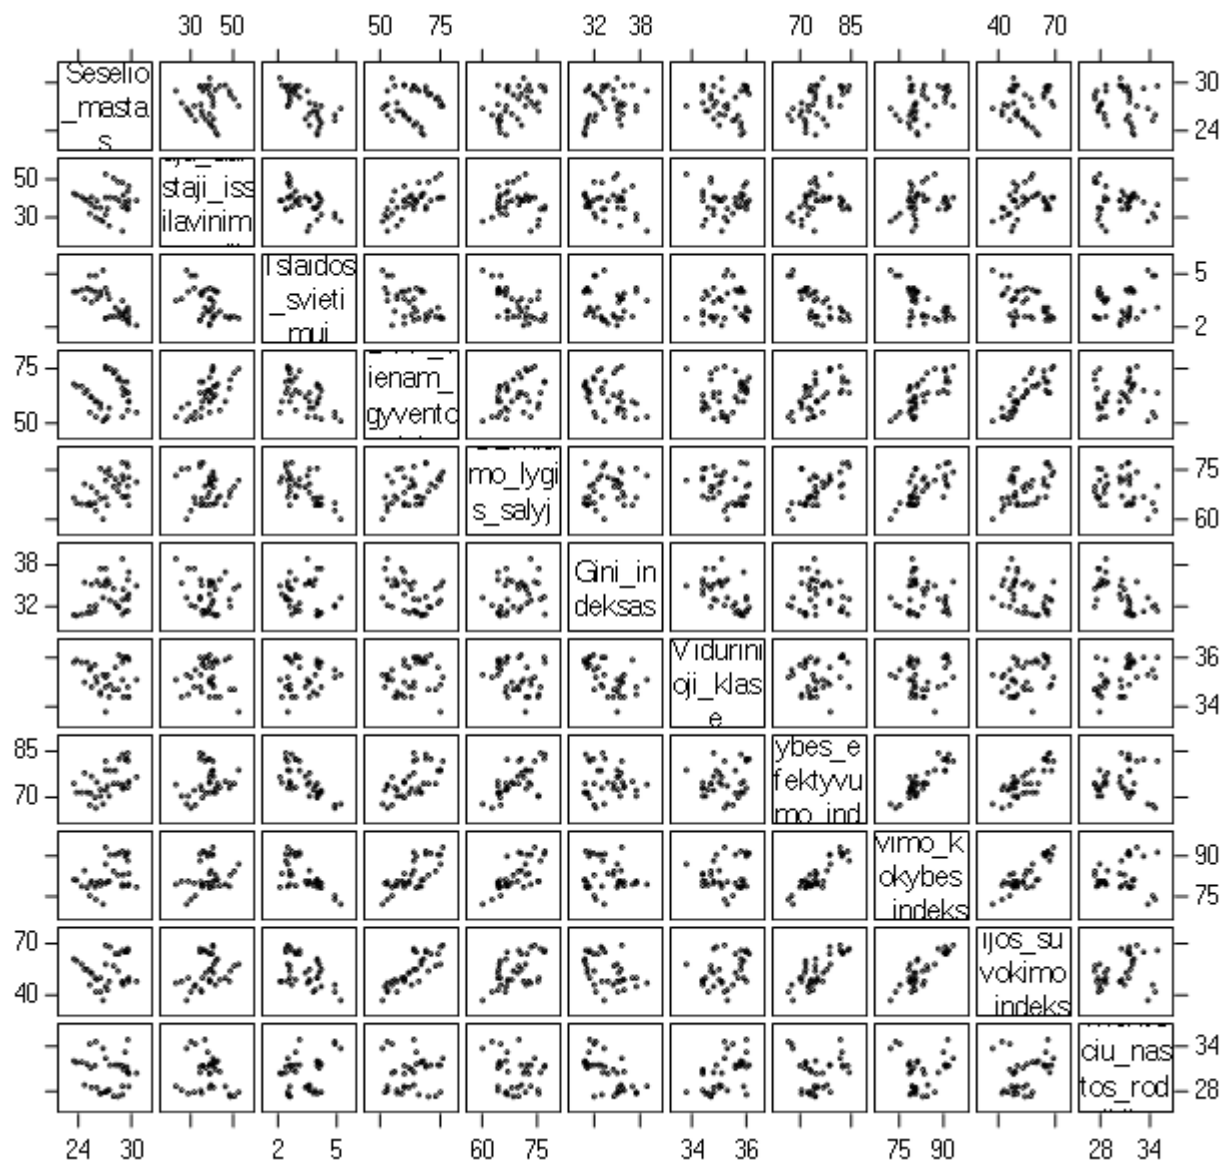 30 50 50 75 32 38 70 85 40 70
Seselio
_masta
s
30
24
50
30
staji_iss
ilavinim
Islaidos
_svieti
mui
5
2
75
50
ienam_
gyvento
mo_lygi
s_salyj
75
60
38
32
Gini_in
deksas
Vidurini
oji_klas
e
36
34
85
70
ybes_e
fektyvu
mo_ind
vimo_k
okybes
_indeks
90
75
70
40
ijos_su
vokimo
_indeks
ciu_nas
tos_rod
34
28
24 30 2 5 60 75 34 36 75 90 28 34